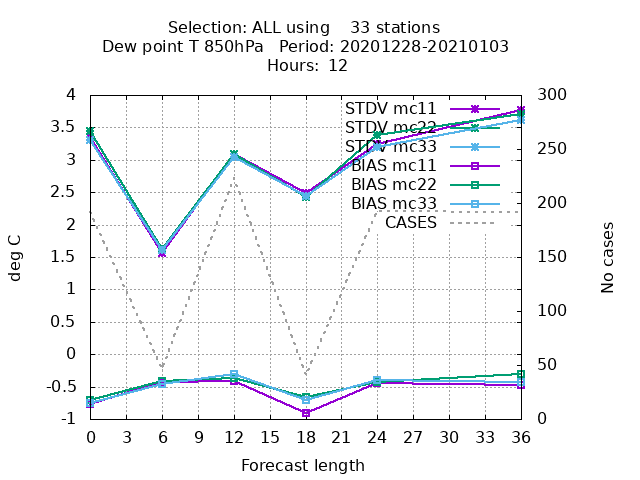 Selection: ALL using    33 stations
Dew point T 850hPa   Period: 20201228-20210103
Hours:  12
4
3.5
3
2.5
2
1.5
1
0.5
0
-0.5
-1
300
250
200
150
100
50
0
0 3 6 9 12 15 18 21 24 27 30 33 36
deg C
No cases
Forecast length
STDV mc11
STDV mc22
STDV mc33
BIAS mc11
BIAS mc22
BIAS mc33
CASES